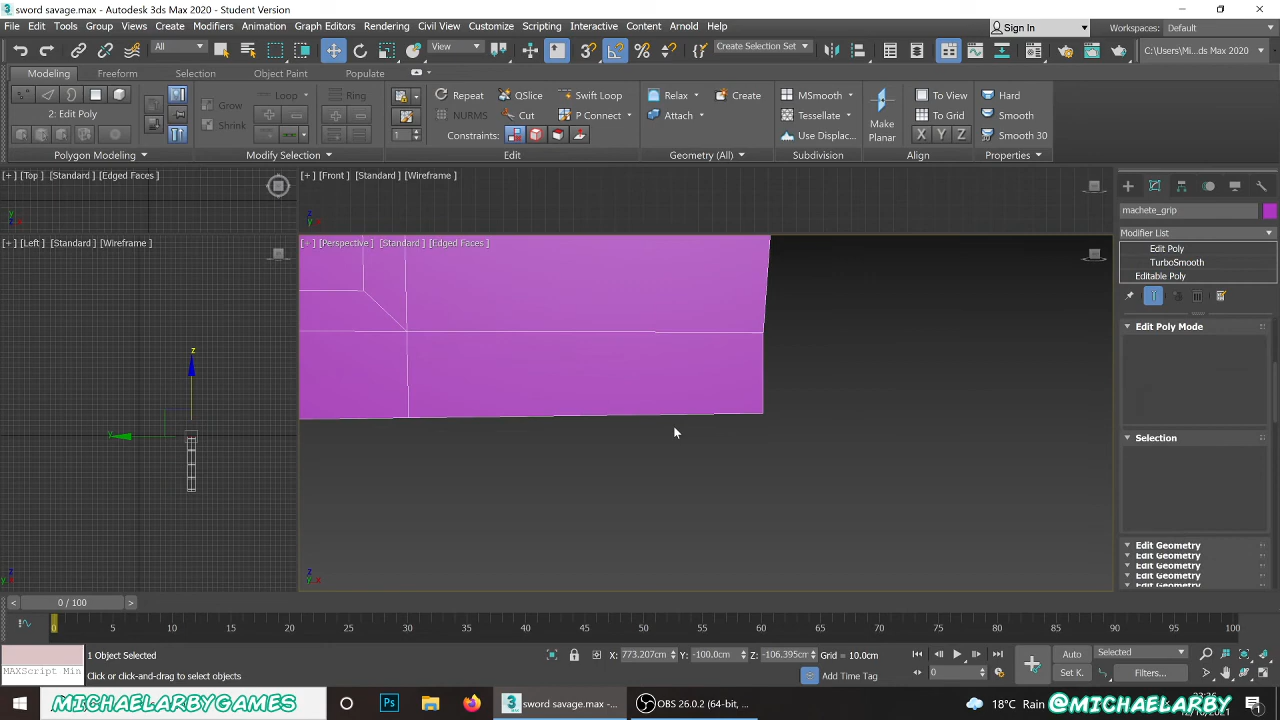 sword savage.max - Autodesk 3ds Max 2020 - Student Version
File Edit Tools Group Views Create Modifiers Animation Graph Editors Rendering Civil View Customize Scripting Interactive Content Arnold Help
Sign In
Workspaces: Default
All
View
Create Selection Set
C:\Users\Mi...ds Max 2020
Modeling Freeform Selection Object Paint Populate
2: Edit Poly
Grow
Shrink
Loop
Ring
Repeat QSlice Swift Loop
NURMS Cut P Connect
1 Constraints:
Relax Create
Attach
MSmooth
Tessellate
Use Displac...
Make Planar
To View
To Grid
X Y Z
Hard
Smooth
Smooth 30
Polygon Modeling Modify Selection Edit Geometry (All) Subdivision Align Properties
[+] [Top] [Standard] [Edged Faces]
[+] [Front] [Standard] [Wireframe]
[+] [Left] [Standard] [Wireframe]
[+] [Perspective] [Standard] [Edged Faces]
machete_grip
Modifier List
Edit Poly
TurboSmooth
Editable Poly
Edit Poly Mode
Selection
Edit Geometry
Edit Geometry
Edit Geometry
Edit Geometry
z
y
0 / 100
0 5 10 15 20 25 30 35 40 45 50 55 60 65 70 75 80 85 90 95 100
1 Object Selected
X: 773.207cm Y: -100.0cm Z: -106.395cm Grid = 10.0cm
Auto Selected
MAXScript Min
Click or click-and-drag to select objects
Add Time Tag
0
Set K. Filters...
MICHAELARBYGAMES
Ps
sword savage.max -...
OBS 26.0.2 (64-bit, ...
18°C Rain
@MICHAELARBY